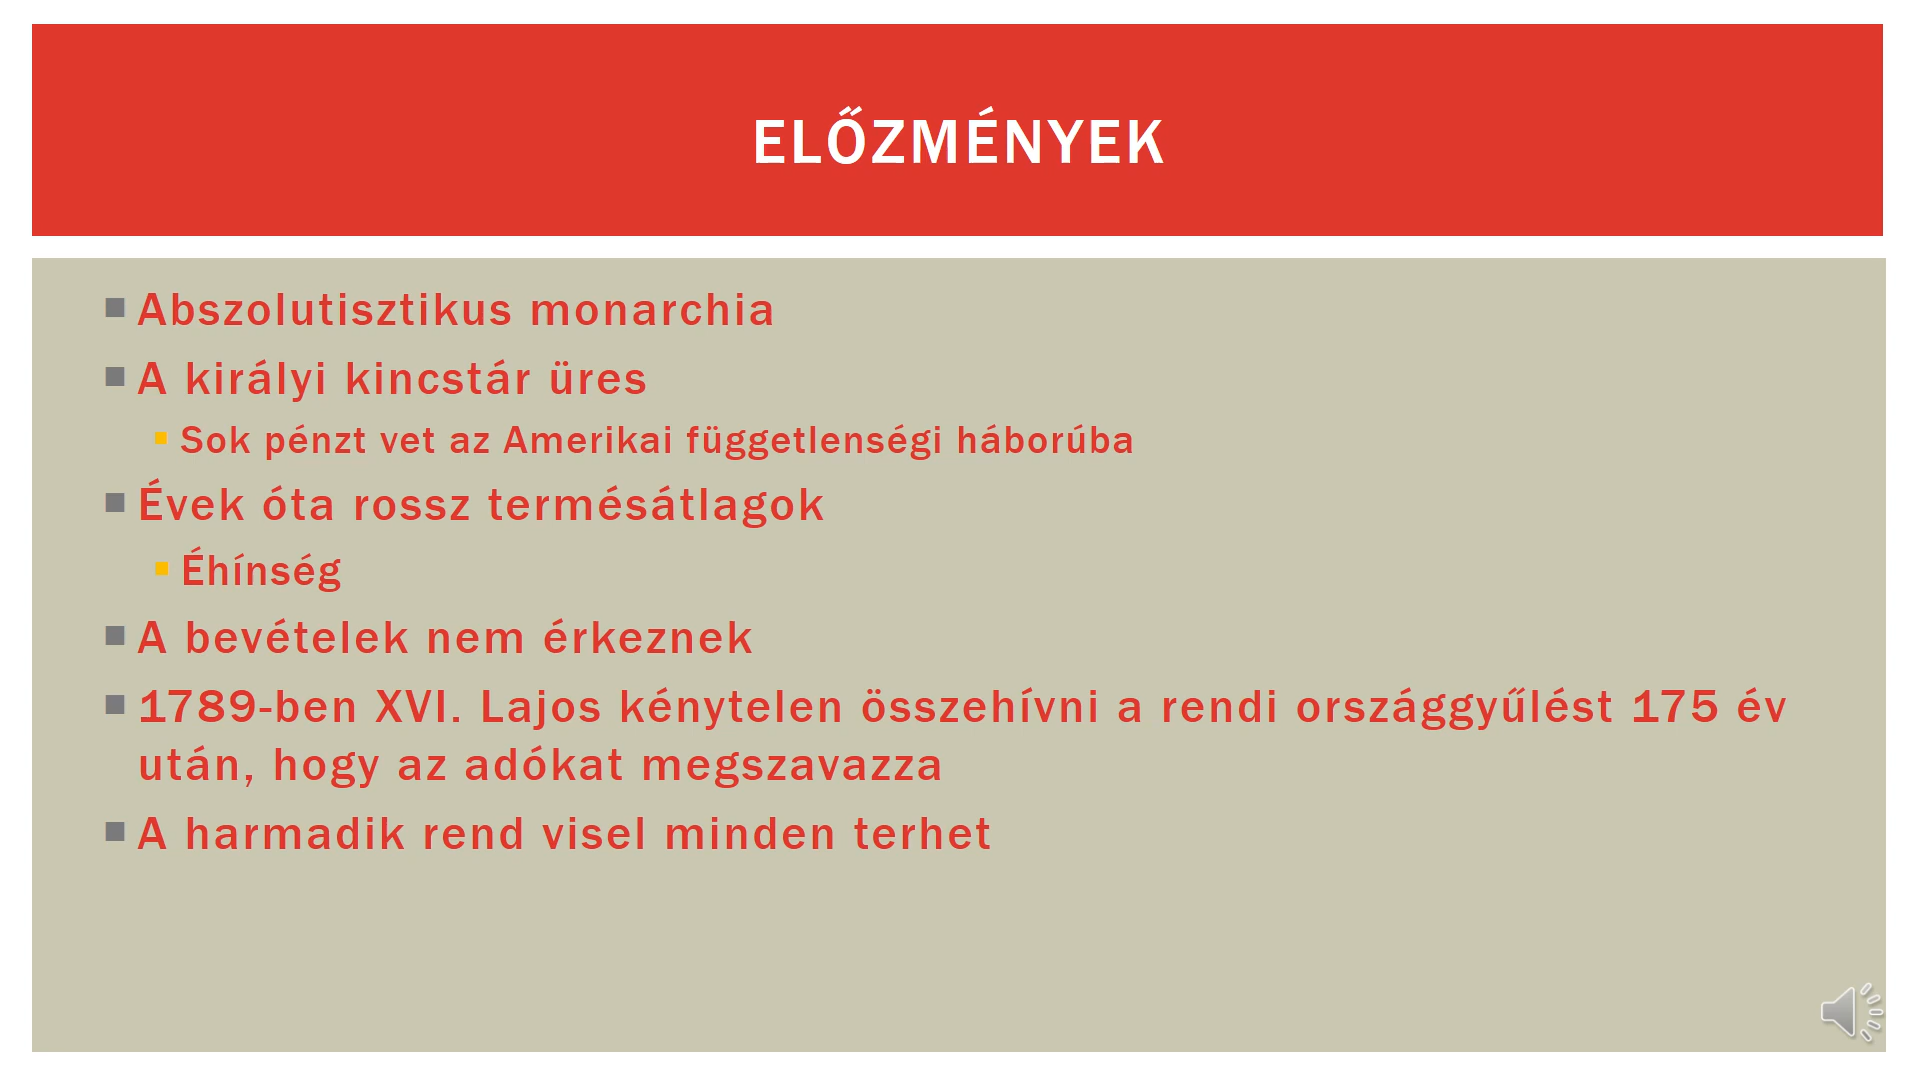 ELŐZMÉNYEK
Abszolutisztikus monarchia
A királyi kincstár üres
Sok pénzt vet az Amerikai függetlenségi háborúba
Évek óta rossz termésátlagok
Éhínség
A bevételek nem érkeznek
1789-ben XVI. Lajos kénytelen összehívni a rendi országgyűlést 175 év
után, hogy az adókat megszavazza
A harmadik rend visel minden terhet